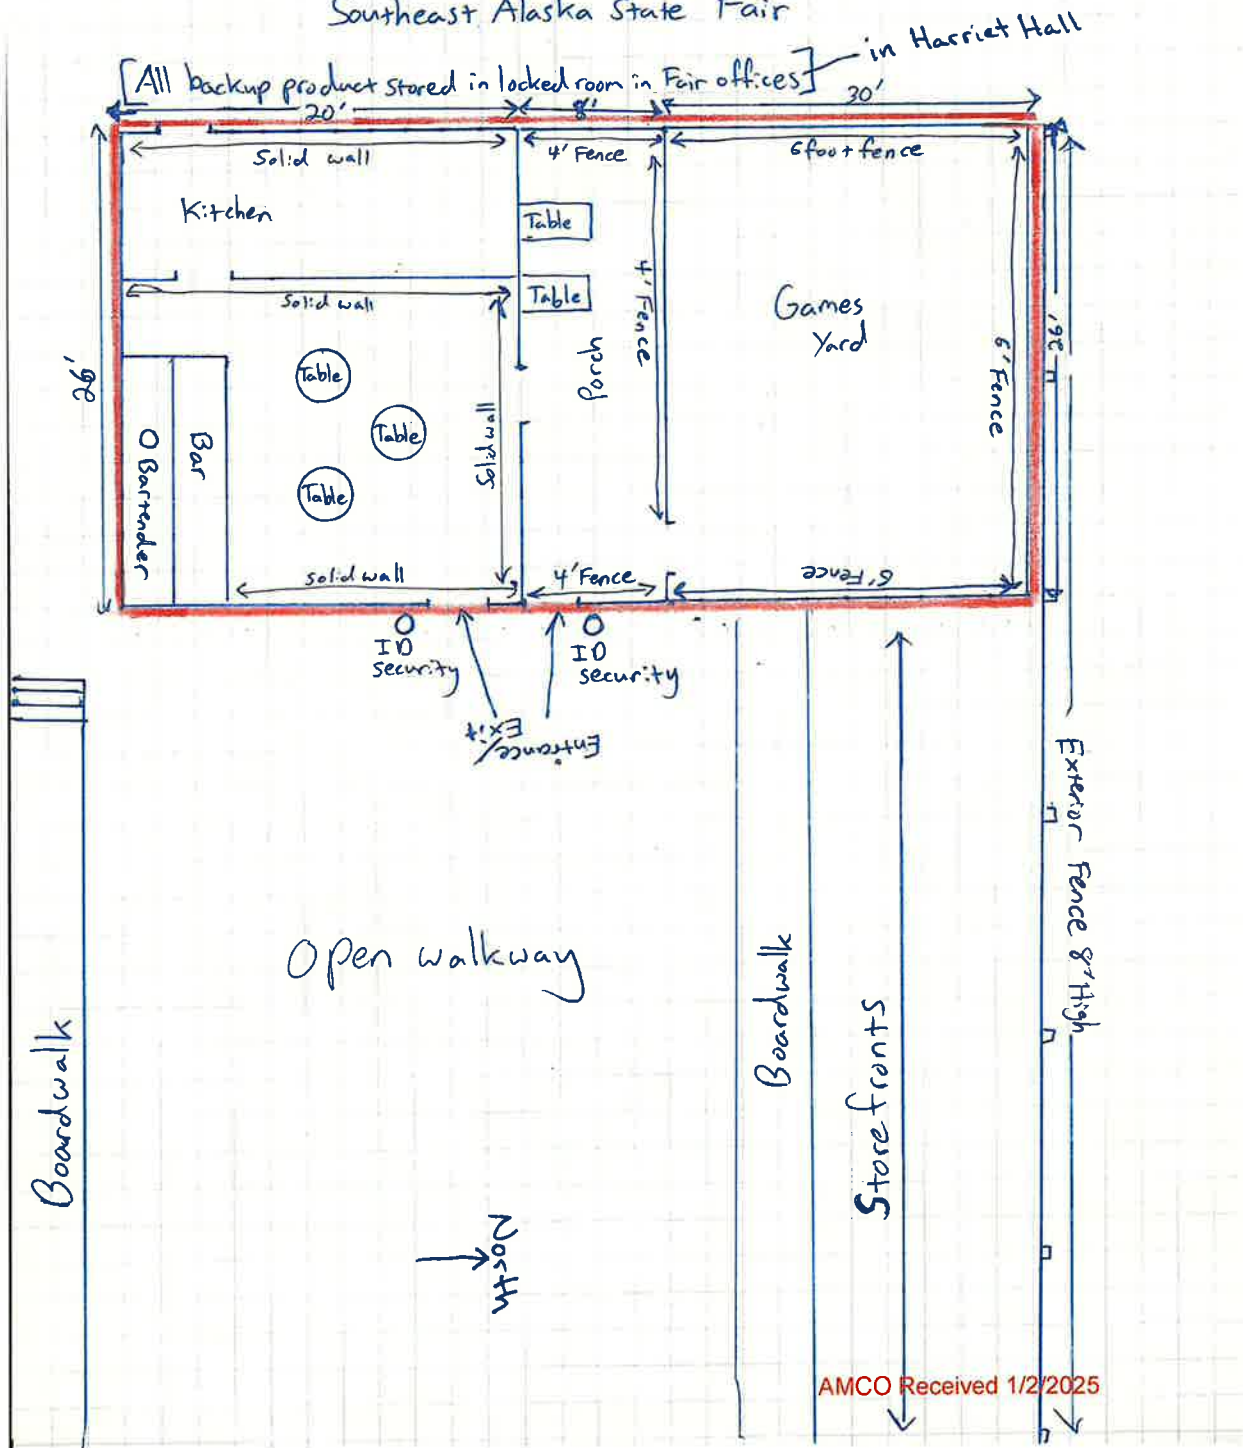 Southeast Alaska State Fair
[All backup product stored in locked room in Fair offices]
in Harriet Hall
20'
8'
30'
Solid wall
4' Fence
6 foot fence
Kitchen
Table
Table
Solid wall
4' Fence
Porch
Games
Yard
6' Fence
26'
26'
Table
Table
Table
Solid wall
Bar
O Bartender
solid wall
4' Fence
6' Fence
ID
security
ID
security
Entrance/
Exit
Exterior Fence 8' High
Open walkway
Boardwalk
Boardwalk
Storefronts
North
AMCO Received 1/2/2025